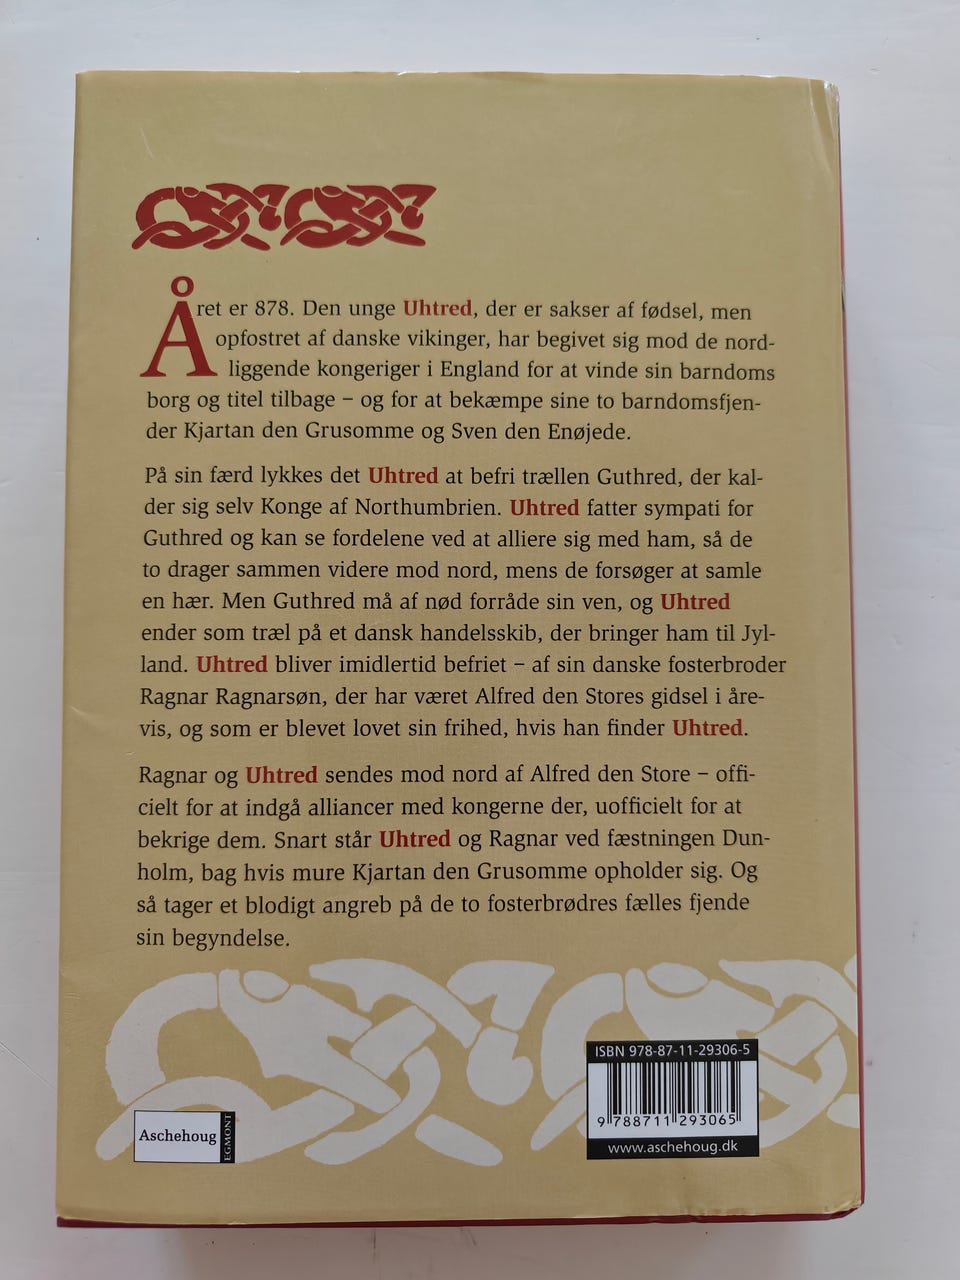 Året er 878. Den unge Uhtred, der er sakser af fødsel, men
opfostret af danske vikinger, har begivet sig mod de nord-
liggende kongeriger i England for at vinde sin barndoms
borg og titel tilbage – og for at bekæmpe sine to barndomsfjen-
der Kjartan den Grusomme og Sven den Enøjede.
På sin færd lykkes det Uhtred at befri trællen Guthred, der kal-
der sig selv Konge af Northumbrien. Uhtred fatter sympati for
Guthred og kan se fordelene ved at alliere sig med ham, så de
to drager sammen videre mod nord, mens de forsøger at samle
en hær. Men Guthred må af nød forråde sin ven, og Uhtred
ender som træl på et dansk handelsskib, der bringer ham til Jyl-
land. Uhtred bliver imidlertid befriet – af sin danske fosterbroder
Ragnar Ragnarsøn, der har været Alfred den Stores gidsel i åre-
vis, og som er blevet lovet sin frihed, hvis han finder Uhtred.
Ragnar og Uhtred sendes mod nord af Alfred den Store – offi-
cielt for at indgå alliancer med kongerne der, uofficielt for at
bekrige dem. Snart står Uhtred og Ragnar ved fæstningen Dun-
holm, bag hvis mure Kjartan den Grusomme opholder sig. Og
så tager et blodigt angreb på de to fosterbrødres fælles fjende
sin begyndelse.
ISBN 978-87-11-29306-5
9 788711 293065
www.aschehoug.dk
Aschehoug
EGMONT